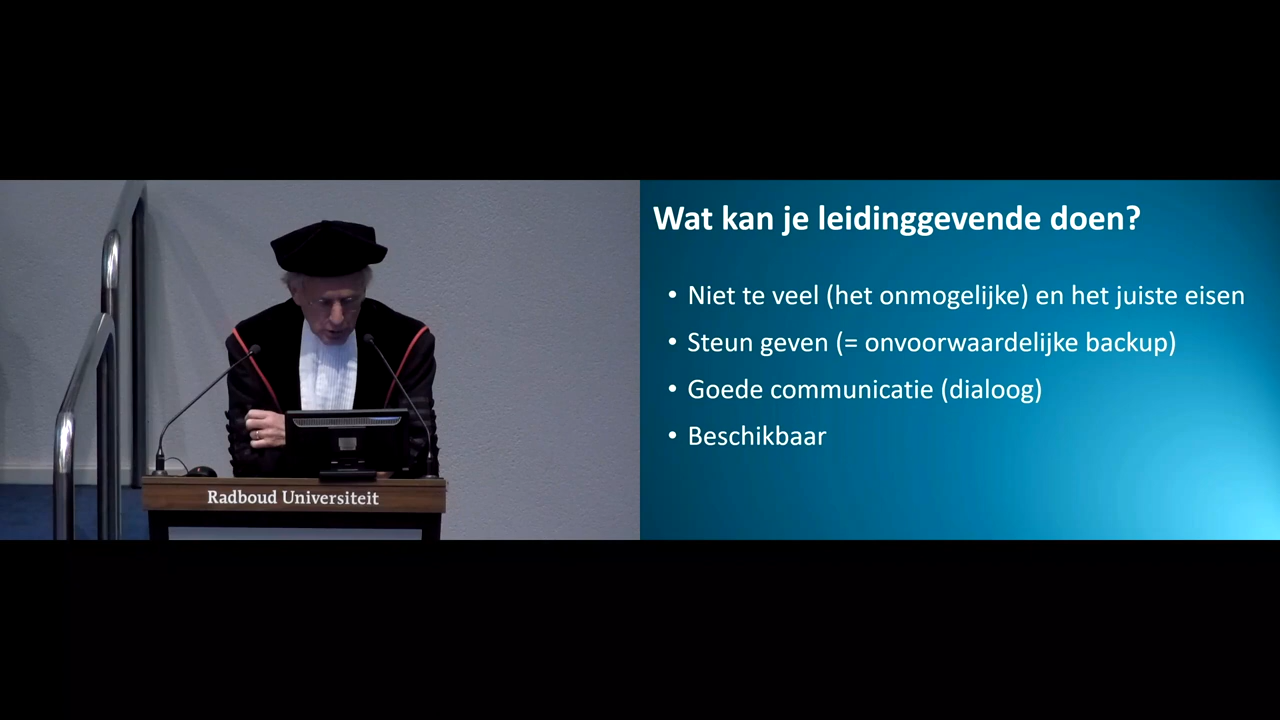 Radboud Universiteit
Wat kan je leidinggevende doen?
• Niet te veel (het onmogelijke) en het juiste eisen
• Steun geven (= onvoorwaardelijke backup)
• Goede communicatie (dialoog)
• Beschikbaar